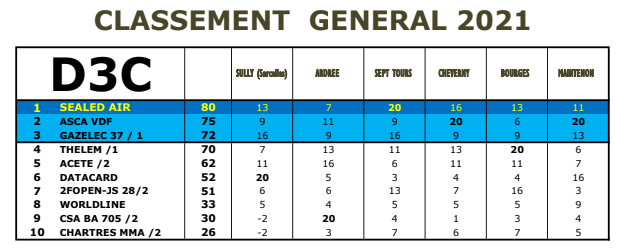 CLASSEMENT GENERAL 2021
D3C SULLY (Sarcelles) ARDREE SEPT TOURS CHEVERNY BOURGES MAINTENON
1 SEALED AIR 80 13 7 20 16 13 11
2 ASCA VDF 75 9 11 9 20 6 20
3 GAZELEC 37 / 1 72 16 9 16 9 9 13
4 THELEM /1 70 7 13 11 13 20 6
5 ACETE /2 62 11 16 6 11 11 7
6 DATACARD 52 20 5 3 4 4 16
7 2FOPEN-JS 28/2 51 6 6 13 7 16 3
8 WORLDLINE 33 5 4 5 5 5 9
9 CSA BA 705 /2 30 -2 20 4 1 3 4
10 CHARTRES MMA /2 26 -2 3 7 6 7 5